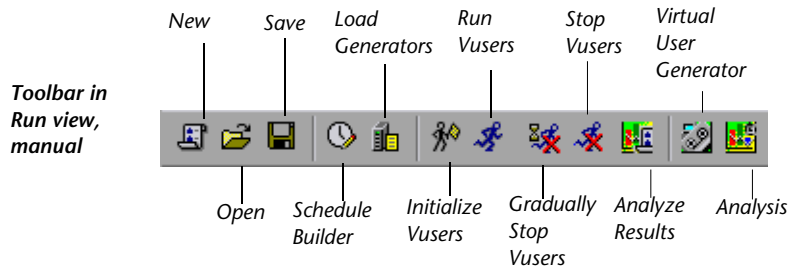 New
Save
Load
Generators
Run
Vusers
Stop
Vusers
Virtual
User
Generator
Toolbar in
Run view,
manual
Open
Schedule
Builder
Initialize
Vusers
Gradually
Stop
Vusers
Analyze
Results
Analysis